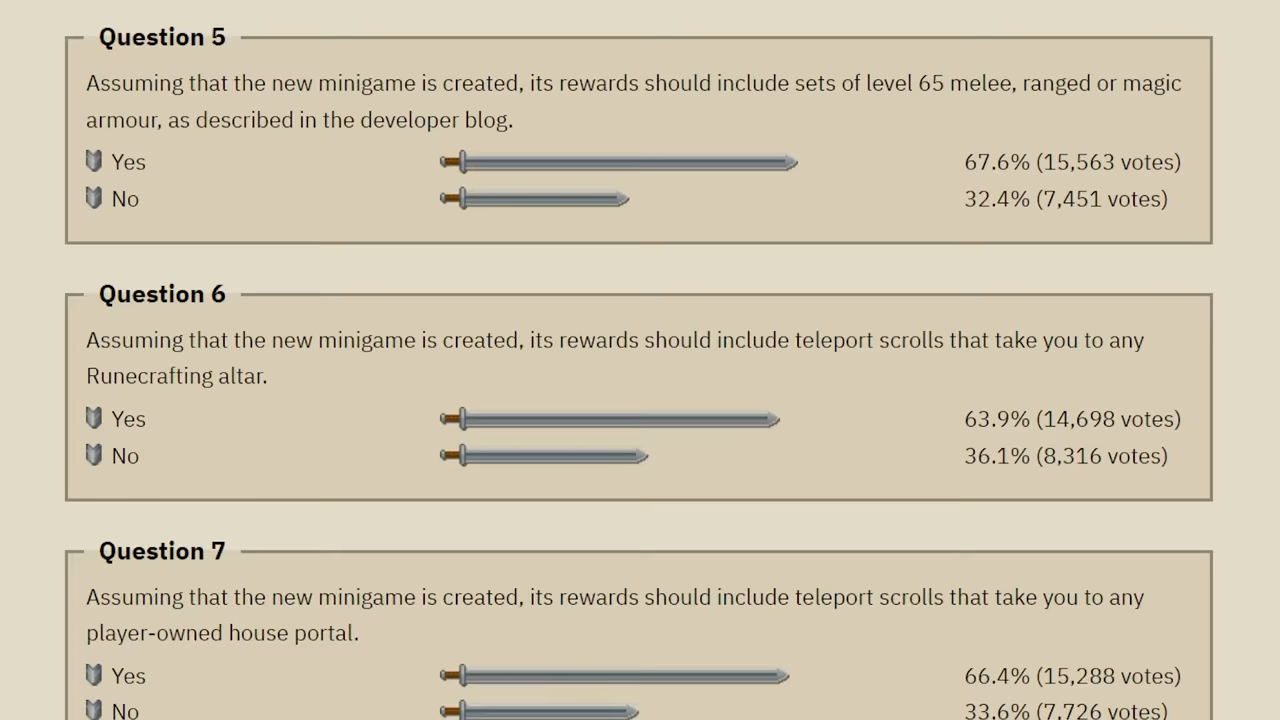 Question 5
Assuming that the new minigame is created, its rewards should include sets of level 65 melee, ranged or magic
armour, as described in the developer blog.
Yes 67.6% (15,563 votes)
No 32.4% (7,451 votes)
Question 6
Assuming that the new minigame is created, its rewards should include teleport scrolls that take you to any
Runecrafting altar.
Yes 63.9% (14,698 votes)
No 36.1% (8,316 votes)
Question 7
Assuming that the new minigame is created, its rewards should include teleport scrolls that take you to any
player-owned house portal.
Yes 66.4% (15,288 votes)
No 33.6% (7,726 votes)